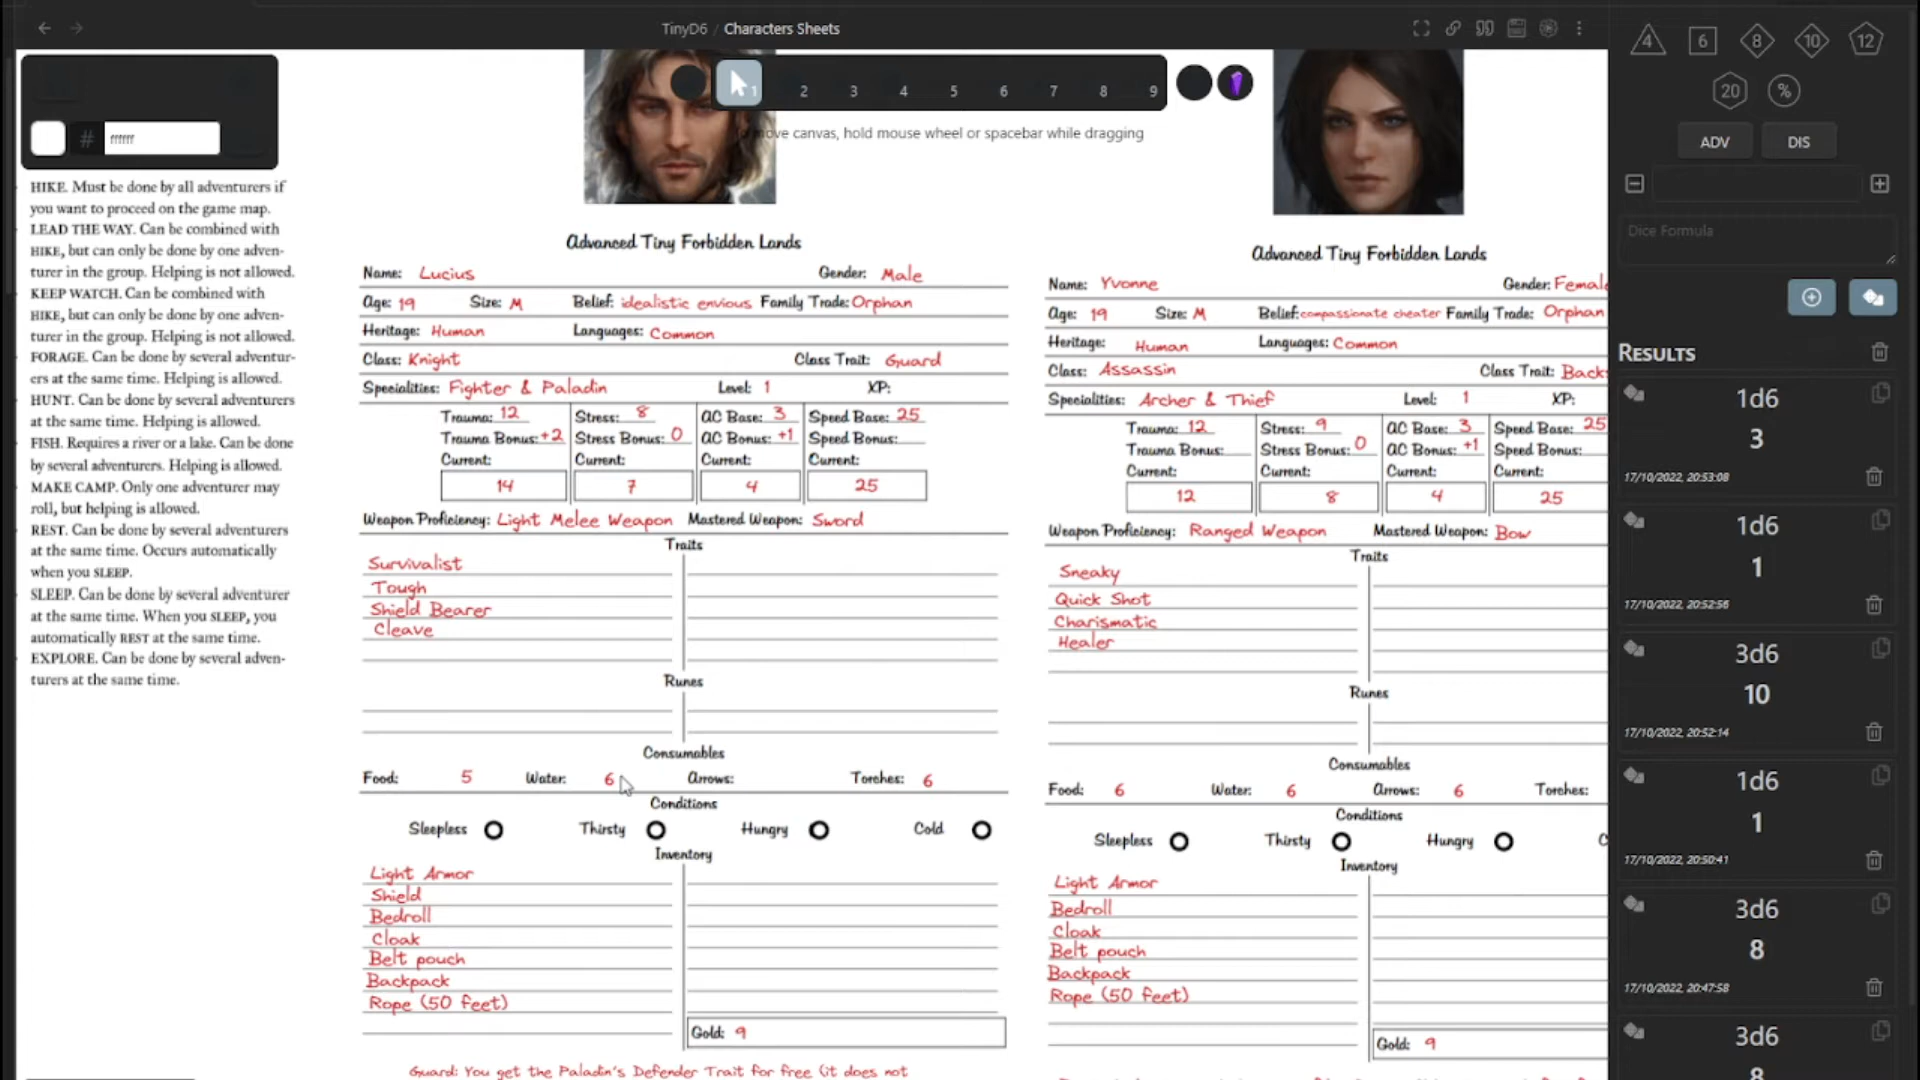 TinyD6 / Characters Sheets
# ffffff
1 2 3 4 5 6 7 8 9
move canvas, hold mouse wheel or spacebar while dragging
HIKE. Must be done by all adventurers if
you want to proceed on the game map.
LEAD THE WAY. Can be combined with
HIKE, but can only be done by one adven-
turer in the group. Helping is not allowed.
KEEP WATCH. Can be combined with
HIKE, but can only be done by one adven-
turer in the group. Helping is not allowed.
FORAGE. Can be done by several adventur-
ers at the same time. Helping is allowed.
HUNT. Can be done by several adventurers
at the same time. Helping is allowed.
FISH. Requires a river or a lake. Can be done
by several adventurers. Helping is allowed.
MAKE CAMP. Only one adventurer may
roll, but helping is allowed.
REST. Can be done by several adventurers
at the same time. Occurs automatically
when you SLEEP.
SLEEP. Can be done by several adventurer
at the same time. When you SLEEP, you
automatically REST at the same time.
EXPLORE. Can be done by several adven-
turers at the same time.
Advanced Tiny Forbidden Lands
Name: Lucius Gender: Male
Age: 19 Size: M Belief: idealistic envious Family Trade: Orphan
Heritage: Human Languages: Common
Class: Knight Class Trait: Guard
Specialities: Fighter & Paladin Level: 1 XP:
Trauma: 12 Stress: 8 AC Base: 3 Speed Base: 25
Trauma Bonus: +2 Stress Bonus: 0 AC Bonus: +1 Speed Bonus:
Current: Current: Current: Current:
14 7 4 25
Weapon Proficiency: Light Melee Weapon Mastered Weapon: Sword
Traits
Survivalist
Tough
Shield Bearer
Cleave
Runes
Consumables
Food: 5 Water: 6 Arrows: Torches: 6
Conditions
Sleepless Thirsty Hungry Cold
Inventory
Light Armor
Shield
Bedroll
Cloak
Belt pouch
Backpack
Rope (50 feet)
Gold: 9
Guard: You get the Paladin's Defender Trait for free (it does not
Advanced Tiny Forbidden Lands
Name: Yvonne Gender: Female
Age: 19 Size: M Belief: compassionate cheater Family Trade: Orphan
Heritage: Human Languages: Common
Class: Assassin Class Trait: Backs
Specialities: Archer & Thief Level: 1 XP:
Trauma: 12 Stress: 9 AC Base: 3 Speed Base: 25
Trauma Bonus: Stress Bonus: 0 AC Bonus: +1 Speed Bonus:
Current: Current: Current: Current:
12 8 4 25
Weapon Proficiency: Ranged Weapon Mastered Weapon: Bow
Traits
Sneaky
Quick Shot
Charismatic
Healer
Runes
Consumables
Food: 6 Water: 6 Arrows: 6 Torches:
Conditions
Sleepless Thirsty Hungry C
Inventory
Light Armor
Bedroll
Cloak
Belt pouch
Backpack
Rope (50 feet)
Gold: 9
4 6 8 10 12
20 %
ADV DIS
Dice Formula
RESULTS
1d6
3
17/10/2022, 20:53:08
1d6
1
17/10/2022, 20:52:56
3d6
10
17/10/2022, 20:52:14
1d6
1
17/10/2022, 20:50:41
3d6
8
17/10/2022, 20:47:58
3d6
8